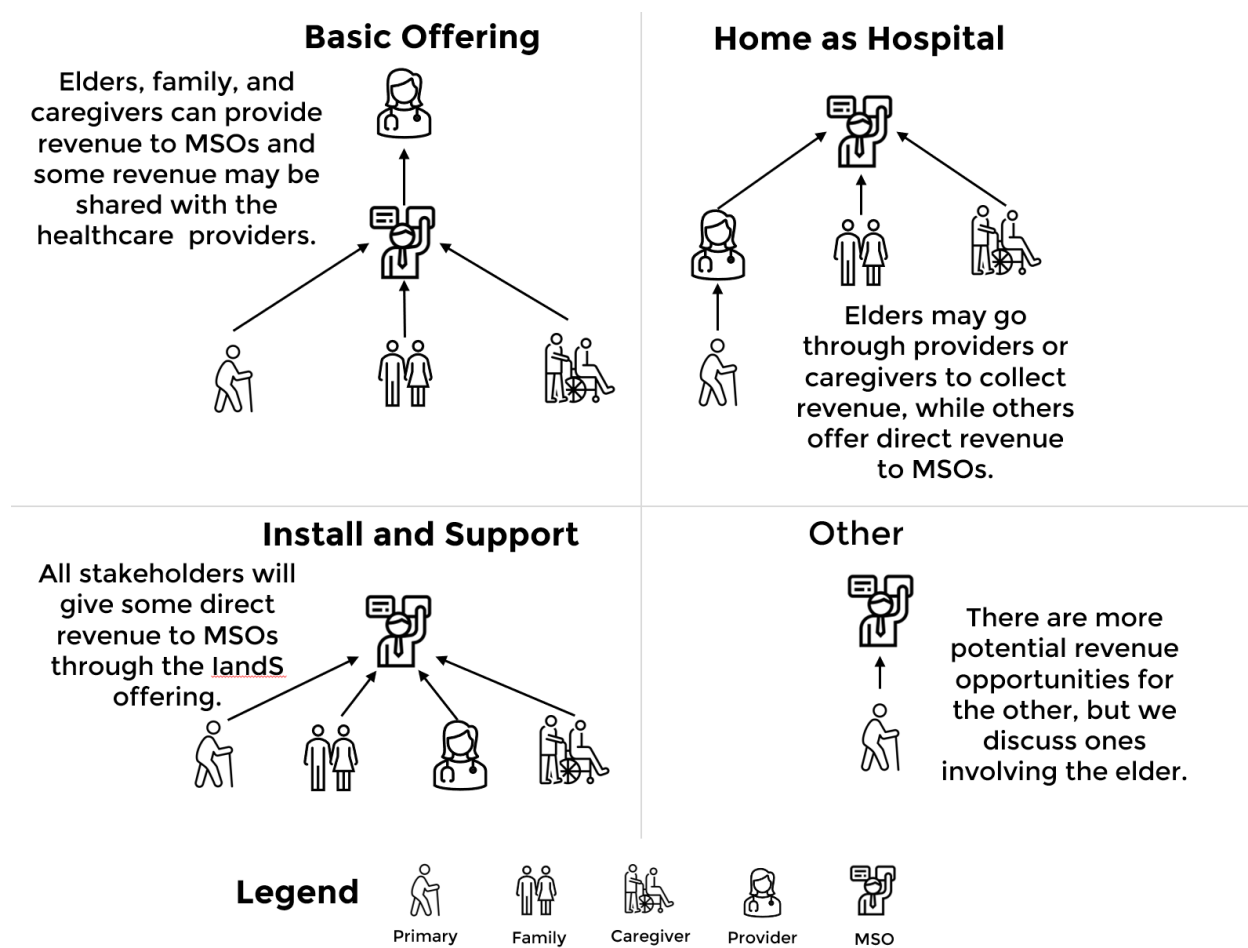 Basic Offering
Elders, family, and
caregivers can provide
revenue to MSOs and
some revenue may be
shared with the
healthcare  providers.
Home as Hospital
Elders may go
through providers or
caregivers to collect
revenue, while others
offer direct revenue
to MSOs.
Install and Support
All stakeholders will
give some direct
revenue to MSOs
through the IandS
offering.
Other
There are more
potential revenue
opportunities for
the other, but we
discuss ones
involving the elder.
Legend
Primary
Family
Caregiver
Provider
MSO